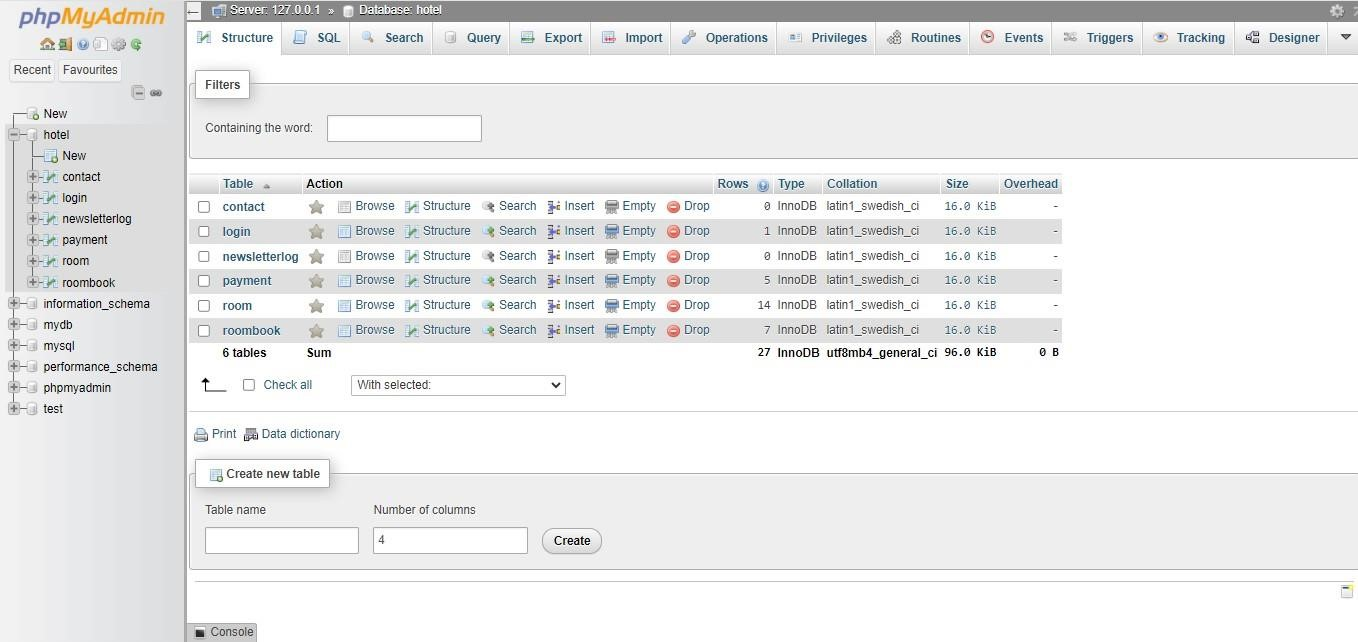 phpMyAdmin
Recent Favourites
New
hotel
New
contact
login
newsletterlog
payment
room
roombook
information_schema
mydb
mysql
performance_schema
phpmyadmin
test
Server: 127.0.0.1 » Database: hotel
Structure SQL Search Query Export Import Operations Privileges Routines Events Triggers Tracking Designer
Filters
Containing the word:
Table Action Rows Type Collation Size Overhead
contact Browse Structure Search Insert Empty Drop 0 InnoDB latin1_swedish_ci 16.0 KiB -
login Browse Structure Search Insert Empty Drop 1 InnoDB latin1_swedish_ci 16.0 KiB -
newsletterlog Browse Structure Search Insert Empty Drop 0 InnoDB latin1_swedish_ci 16.0 KiB -
payment Browse Structure Search Insert Empty Drop 5 InnoDB latin1_swedish_ci 16.0 KiB -
room Browse Structure Search Insert Empty Drop 14 InnoDB latin1_swedish_ci 16.0 KiB -
roombook Browse Structure Search Insert Empty Drop 7 InnoDB latin1_swedish_ci 16.0 KiB -
6 tables Sum 27 InnoDB utf8mb4_general_ci 96.0 KiB 0 B
Check all With selected:
Print Data dictionary
Create new table
Table name Number of columns
4 Create
Console